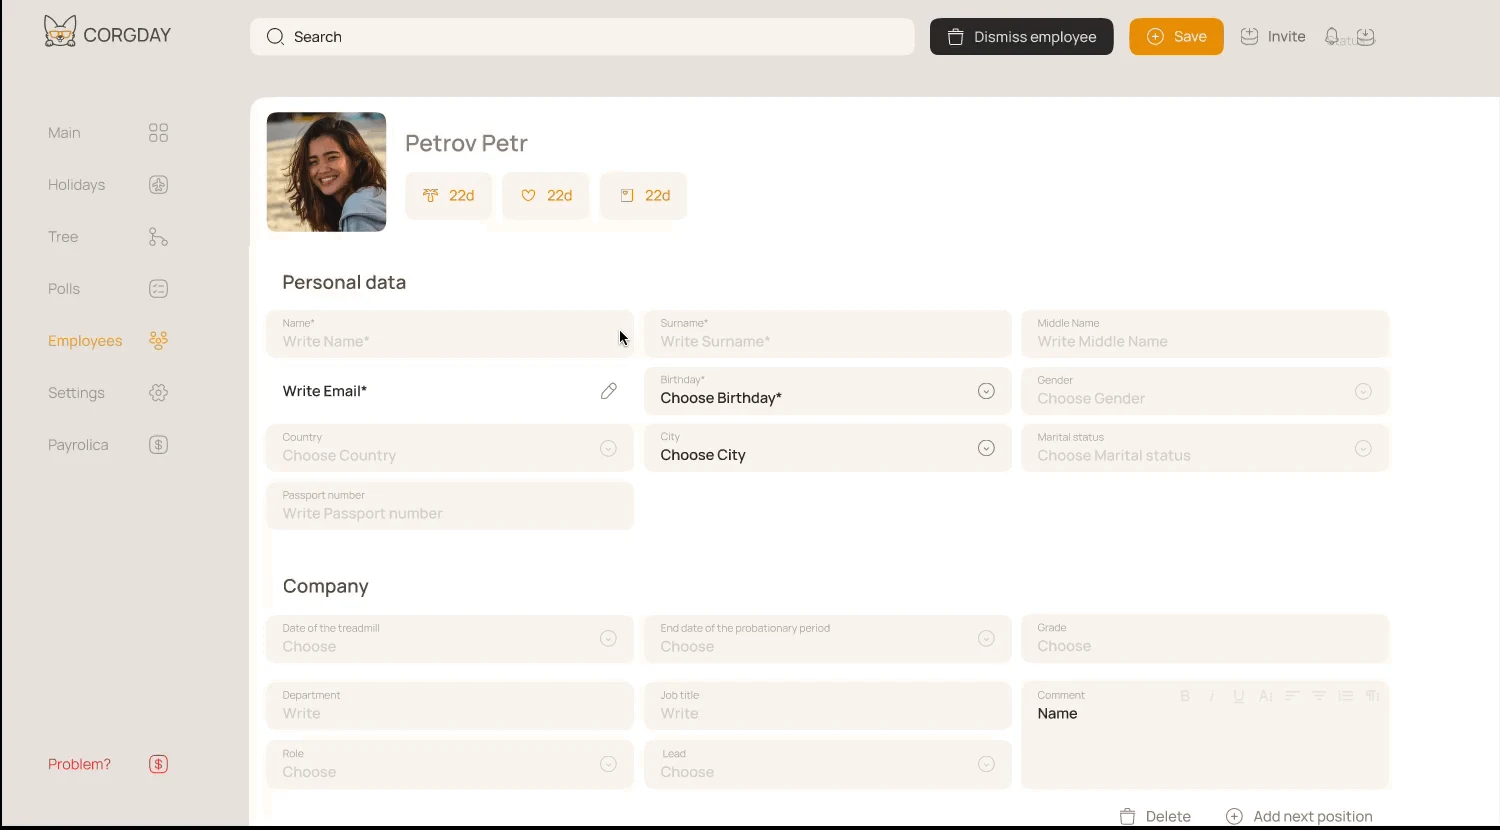 CORGDAY
Search
Dismiss employee
Save
Invite
Main
Holidays
Tree
Polls
Employees
Settings
Payrolica
Problem?
Petrov Petr
22d 22d 22d
Personal data
Name* Surname* Middle Name
Write Name* Write Surname* Write Middle Name
Write Email*
Birthday* Gender
Choose Birthday* Choose Gender
Country City Marital status
Choose Country Choose City Choose Marital status
Passport number
Write Passport number
Company
Date of the treadmill End date of the probationary period Grade
Choose Choose Choose
Department Job title Comment
Write Write Name
Role Lead
Choose Choose
Delete Add next position